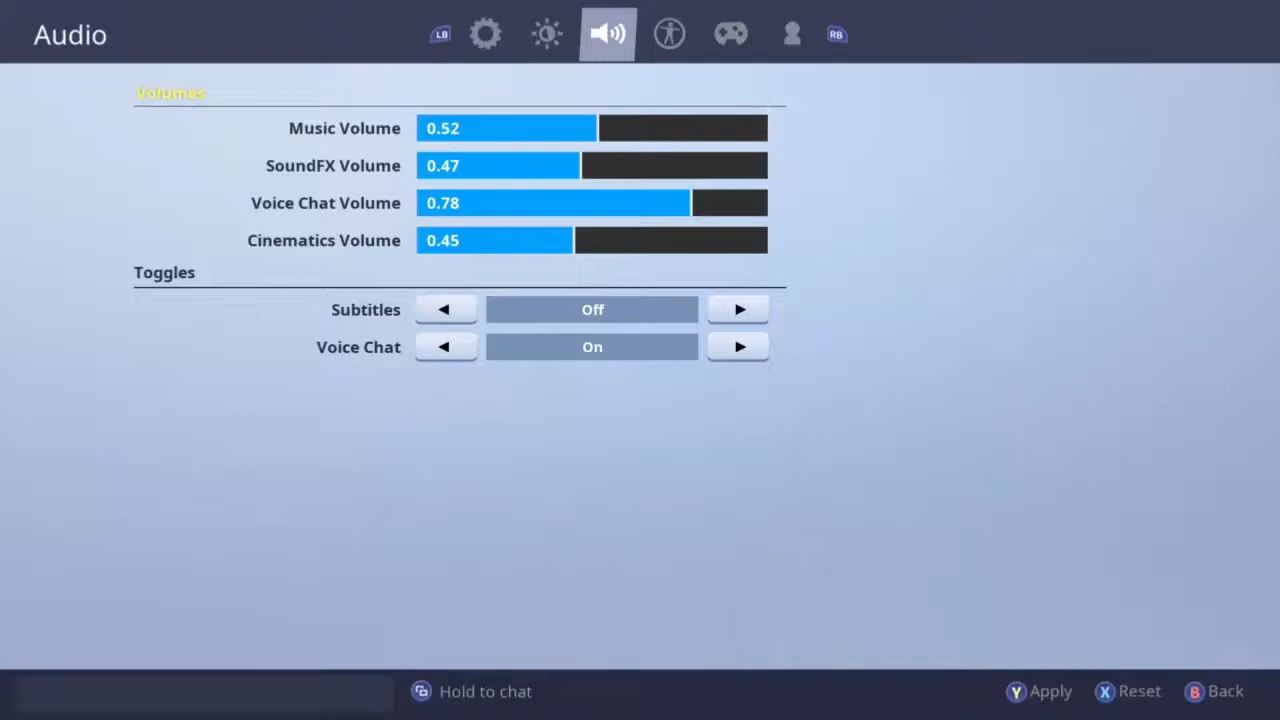 Audio
LB
RB
Volumes
Music Volume 0.52
SoundFX Volume 0.47
Voice Chat Volume 0.78
Cinematics Volume 0.45
Toggles
Subtitles Off
Voice Chat On
Hold to chat
Y Apply X Reset B Back